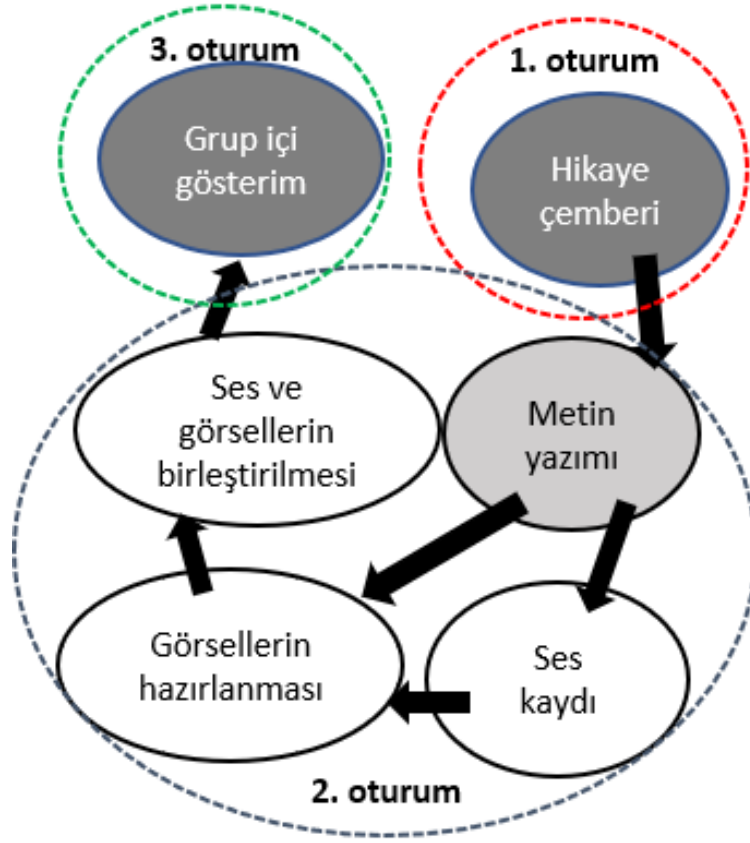 3. oturum
Grup içi
gösterim
1. oturum
Hikaye
çemberi
Ses ve
görsellerin
birleştirilmesi
Metin
yazımı
Görsellerin
hazırlanması
Ses
kaydı
2. oturum